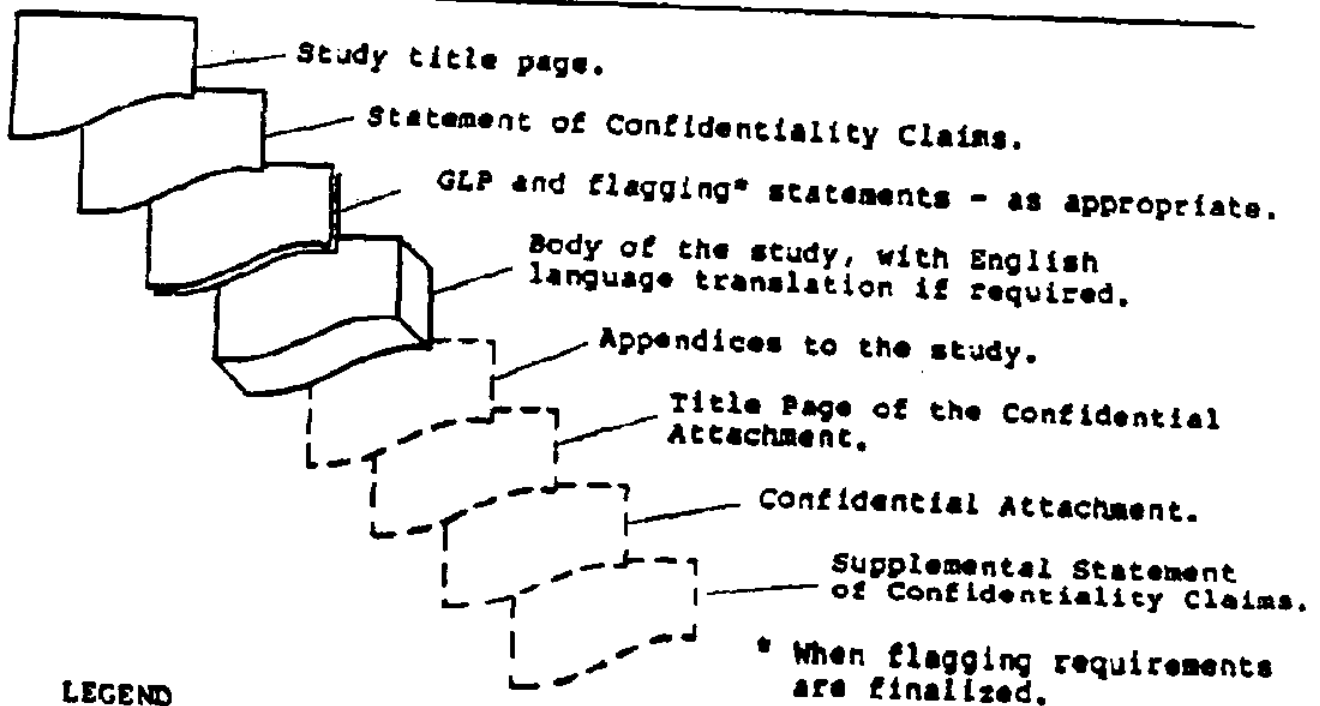 Study title page.
Statement of Confidentiality Claims.
GLP and flagging* statements - as appropriate.
Body of the study, with English
language translation if required.
Appendices to the study.
Title Page of the Confidential
Attachment.
Confidential Attachment.
Supplemental Statement
of Confidentiality Claims.
* When flagging requirements
are finalized.
LEGEND